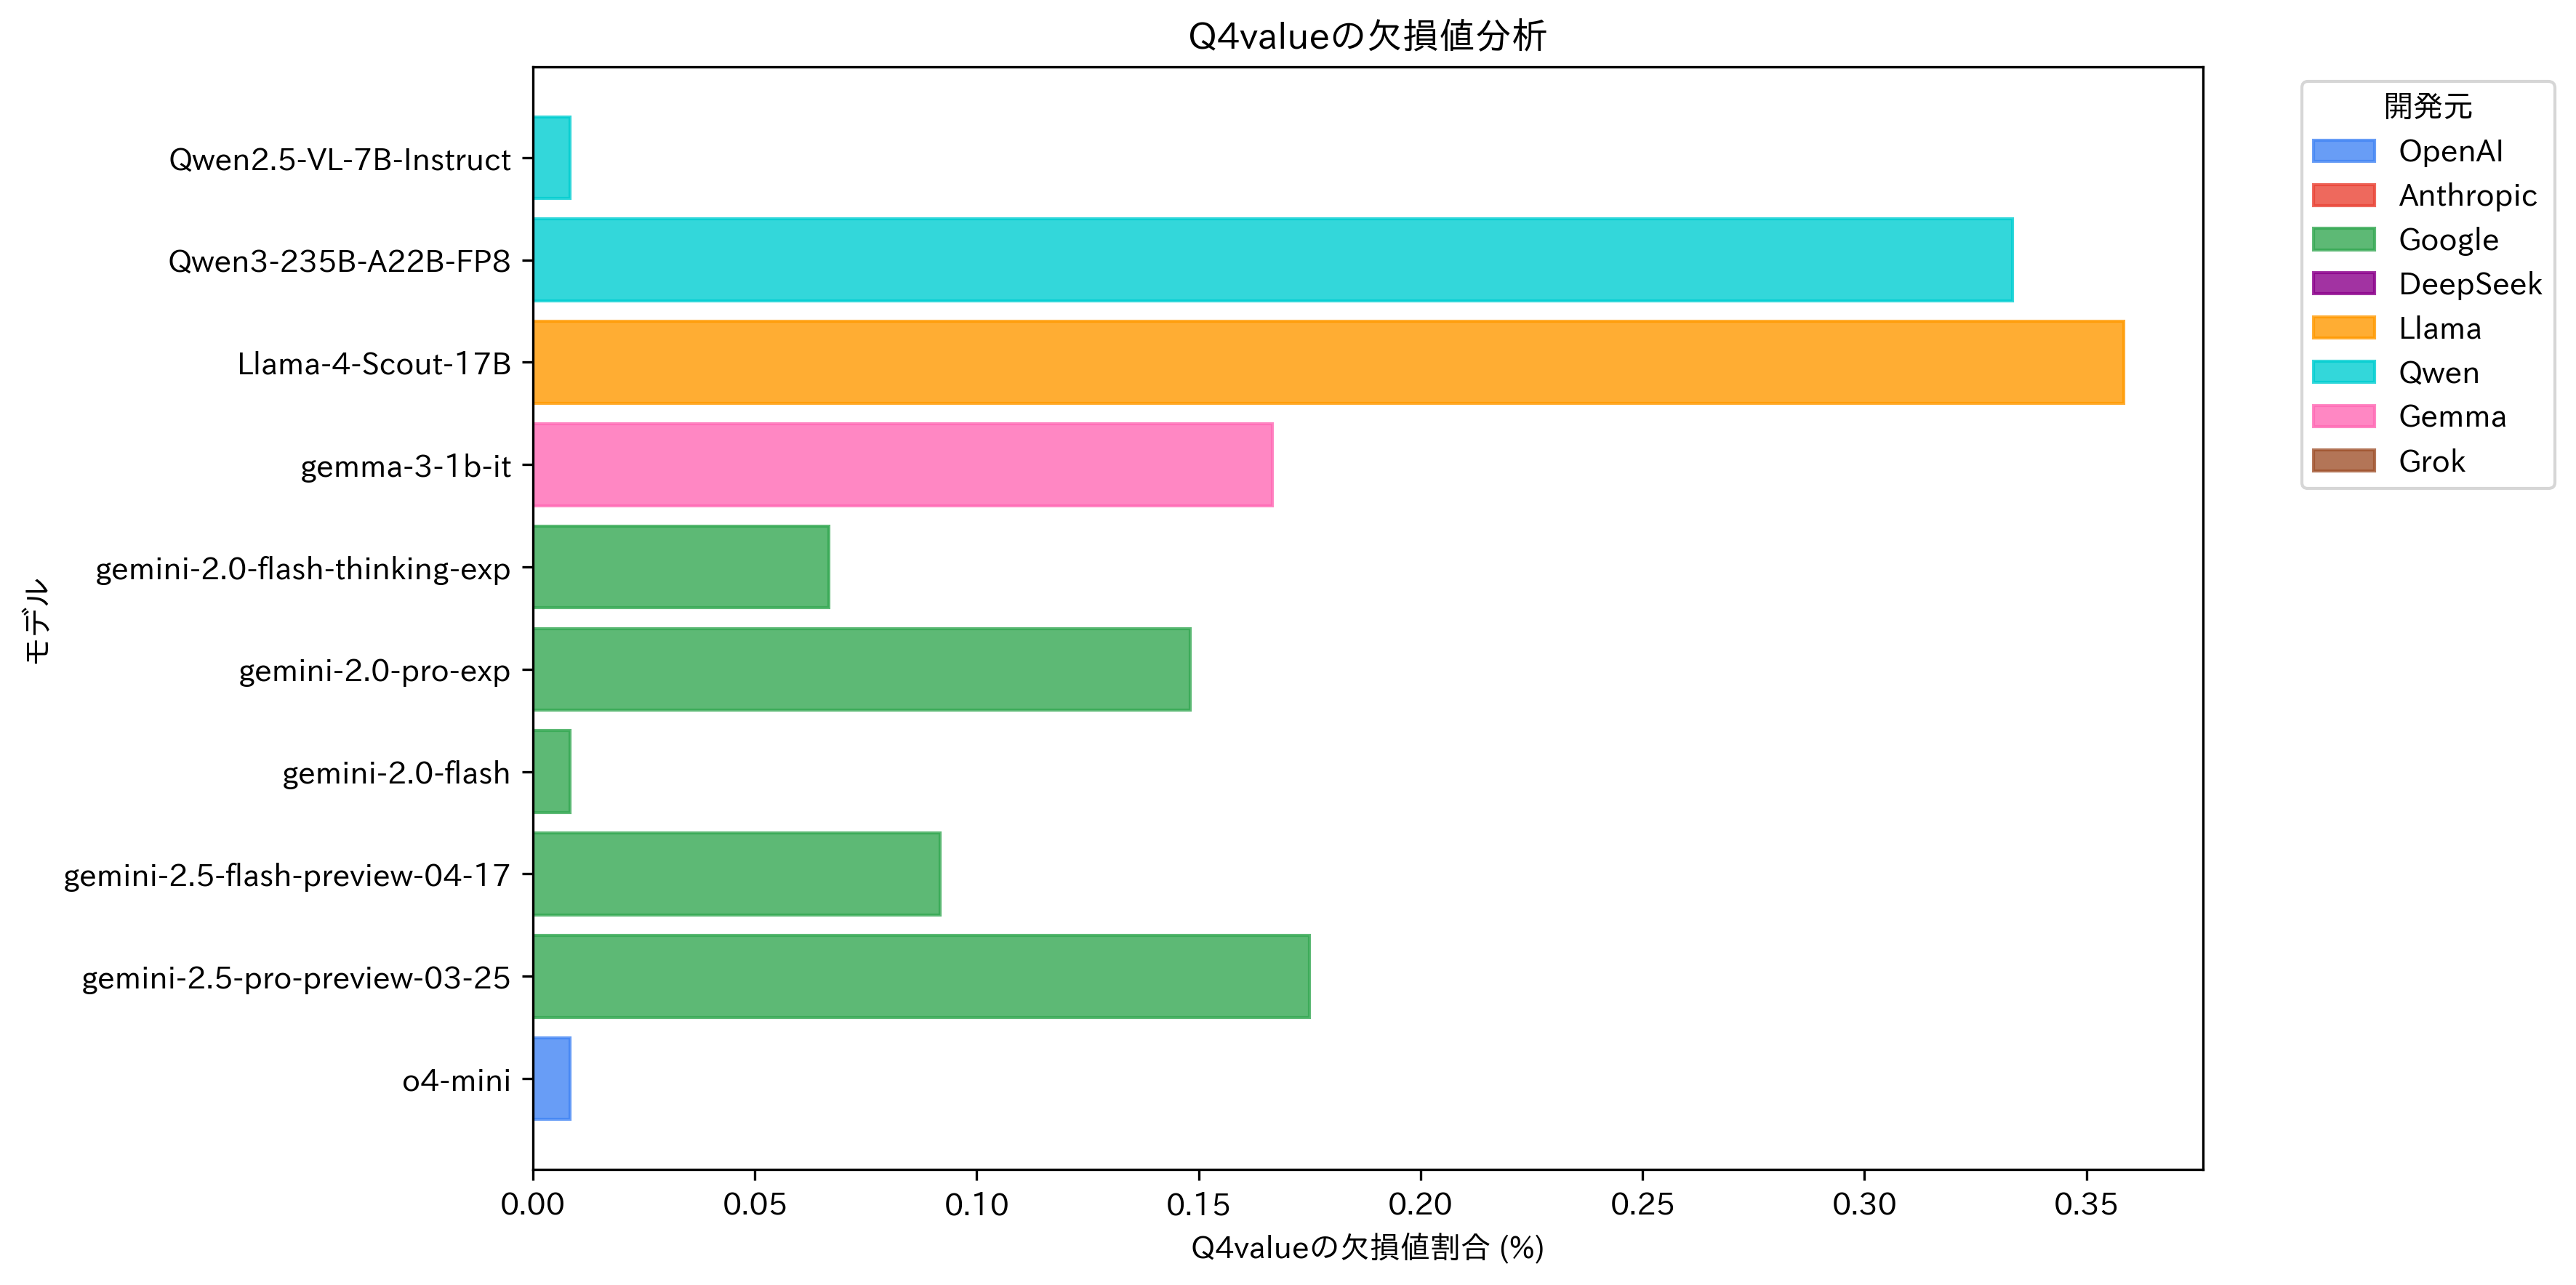 Q4valueの欠損値分析
モデル
Qwen2.5-VL-7B-Instruct
Qwen3-235B-A22B-FP8
Llama-4-Scout-17B
gemma-3-1b-it
gemini-2.0-flash-thinking-exp
gemini-2.0-pro-exp
gemini-2.0-flash
gemini-2.5-flash-preview-04-17
gemini-2.5-pro-preview-03-25
o4-mini
0.00 0.05 0.10 0.15 0.20 0.25 0.30 0.35
Q4valueの欠損値割合 (%)
開発元
OpenAI
Anthropic
Google
DeepSeek
Llama
Qwen
Gemma
Grok